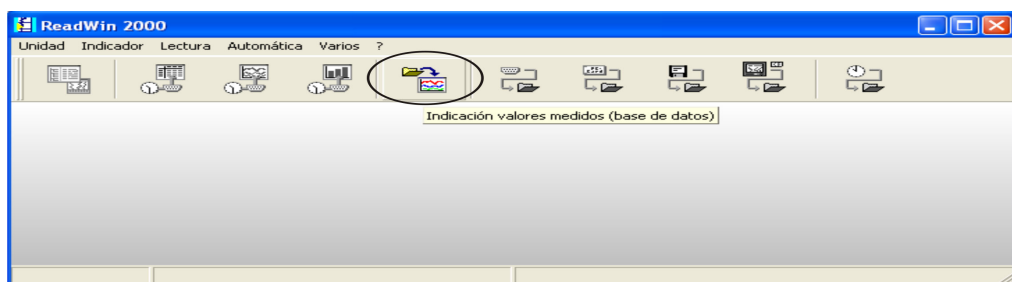 ReadWin 2000
Unidad Indicador Lectura Automática Varios ?
Indicación valores medidos (base de datos)